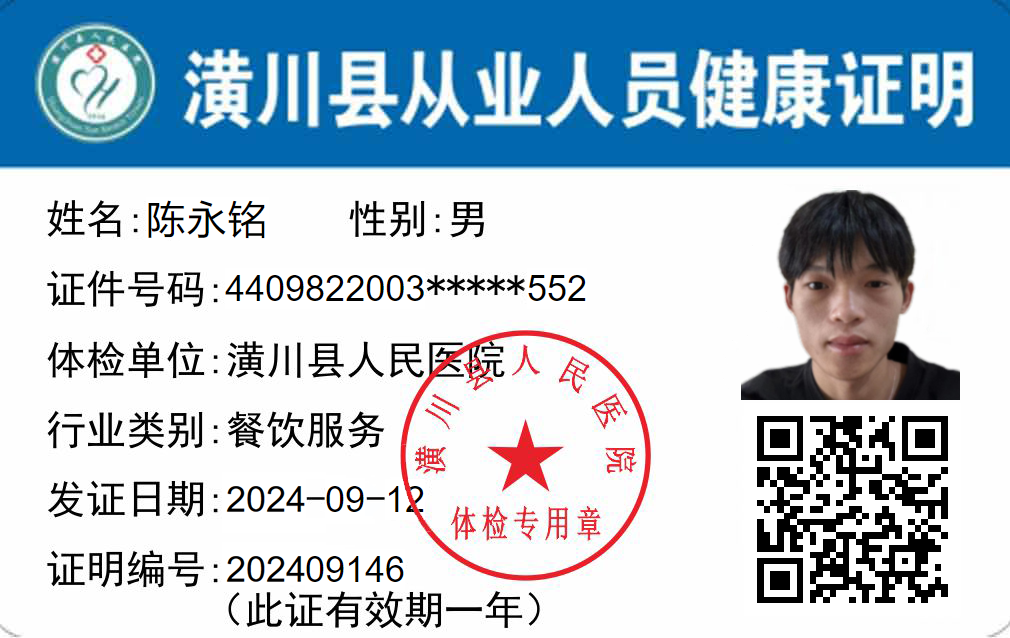 潢川县从业人员健康证明
姓名:陈永铭 性别:男
证件号码:4409822003*****552
体检单位:潢川县人民医院
行业类别:餐饮服务
发证日期:2024-09-12
证明编号:202409146
（此证有效期一年）
潢川县人民医院
体检专用章